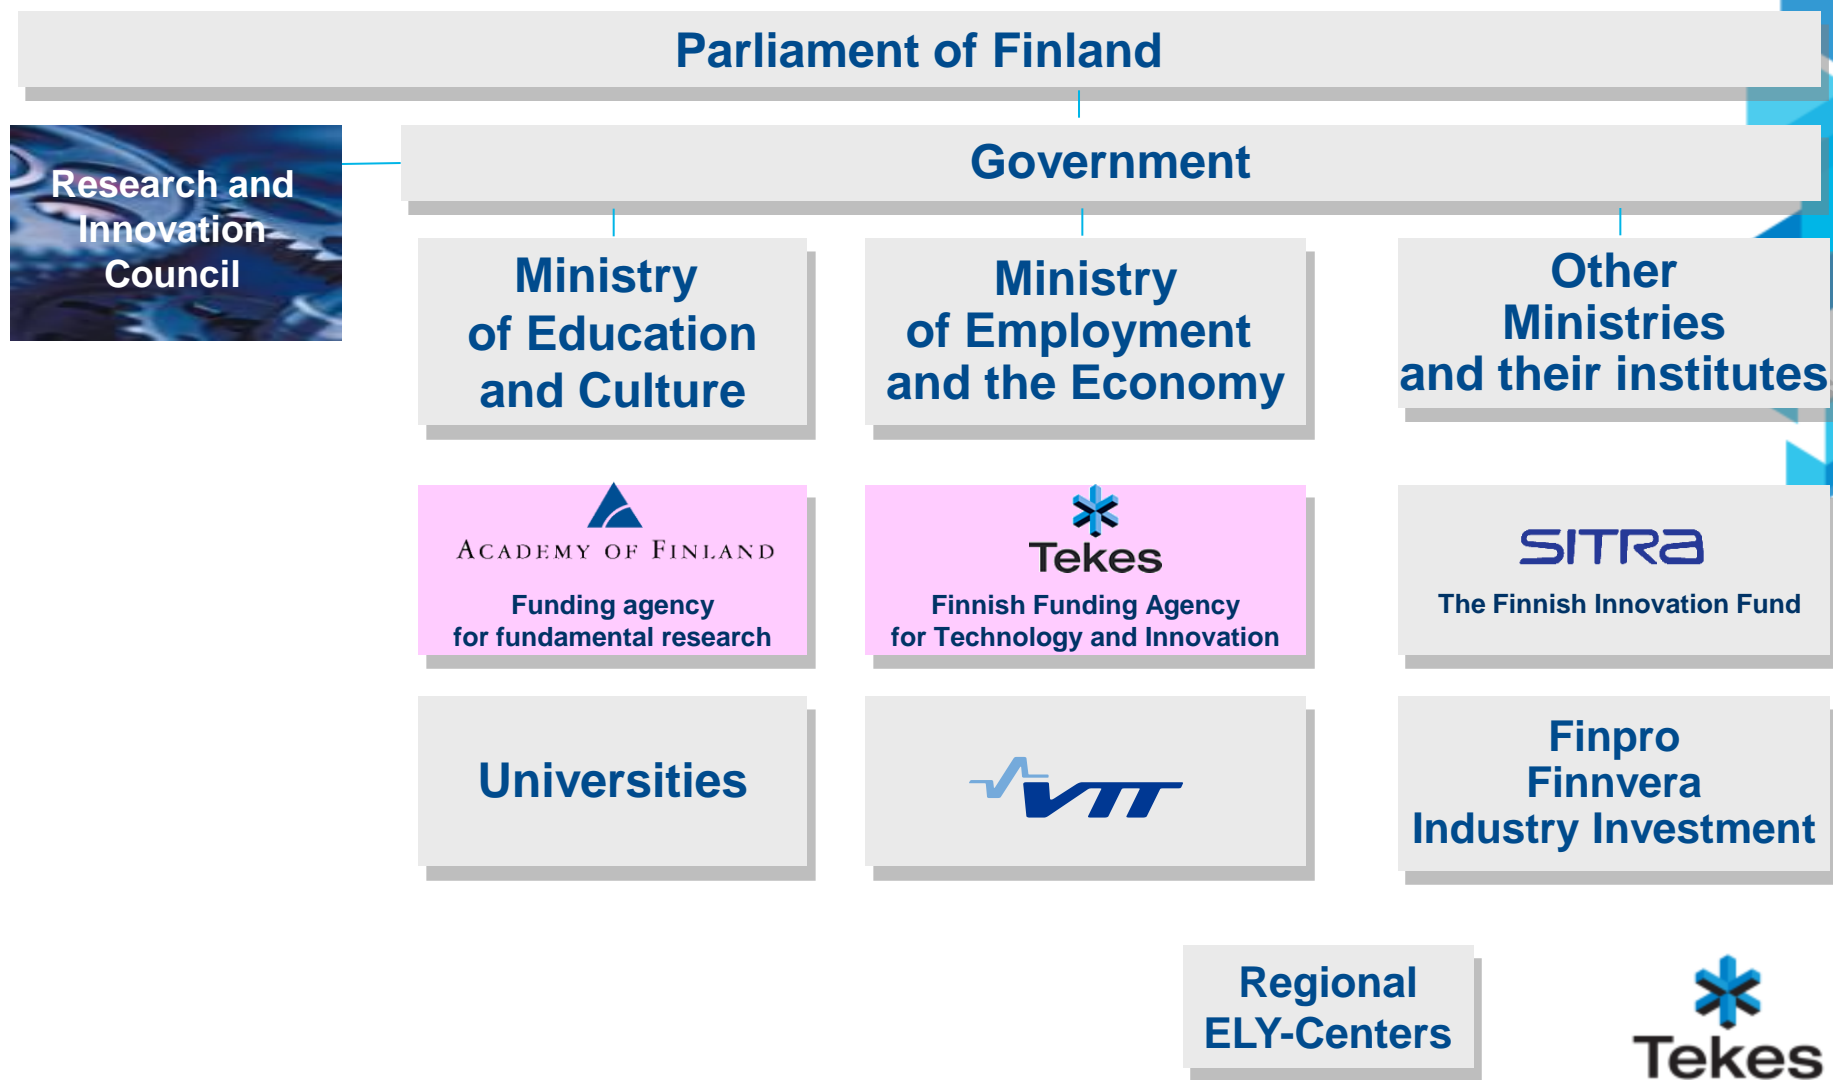 Parliament of Finland
Government
Research and
Innovation
Council
Ministry
of Education
and Culture
Ministry
of Employment
and the Economy
Other
Ministries
and their institutes
ACADEMY OF FINLAND
Funding agency
for fundamental research
Tekes
Finnish Funding Agency
for Technology and Innovation
SITRA
The Finnish Innovation Fund
Universities
VTT
Finpro
Finnvera
Industry Investment
Regional
ELY-Centers
Tekes